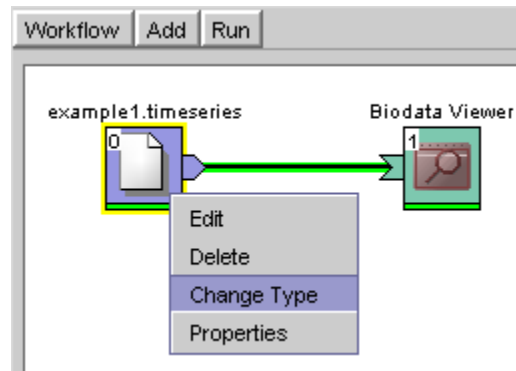 Workflow Add Run
example1.timeseries Biodata Viewer
0 1
Edit
Delete
Change Type
Properties